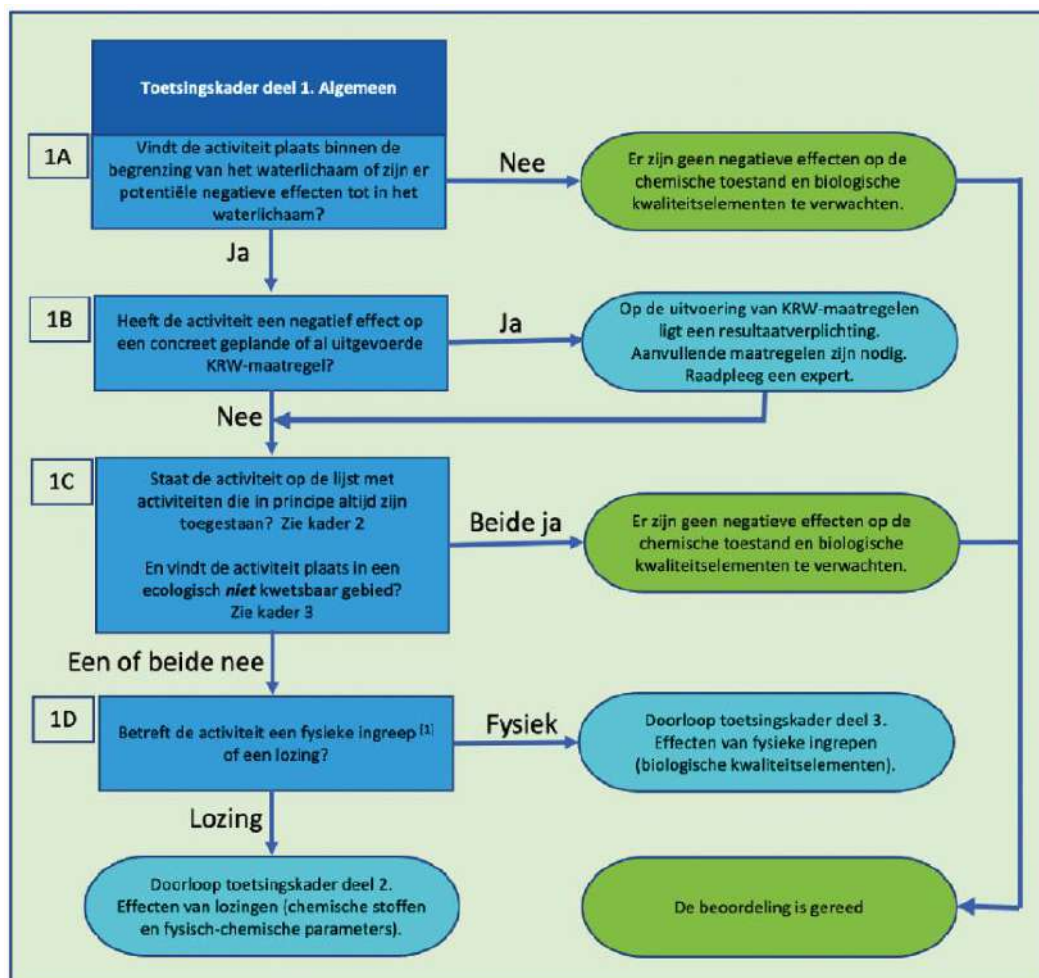 Toetsingskader deel 1. Algemeen
1A
Vindt de activiteit plaats binnen de
begrenzing van het waterlichaam of zijn er
potentiële negatieve effecten tot in het
waterlichaam?
Nee
Er zijn geen negatieve effecten op de
chemische toestand en biologische
kwaliteitselementen te verwachten.
Ja
1B
Heeft de activiteit een negatief effect op
een concreet geplande of al uitgevoerde
KRW-maatregel?
Ja
Op de uitvoering van KRW-maatregelen
ligt een resultaatverplichting.
Aanvullende maatregelen zijn nodig.
Raadpleeg een expert.
Nee
1C
Staat de activiteit op de lijst met
activiteiten die in principe altijd zijn
toegestaan? Zie kader 2
En vindt de activiteit plaats in een
ecologisch niet kwetsbaar gebied?
Zie kader 3
Beide ja
Er zijn geen negatieve effecten op de
chemische toestand en biologische
kwaliteitselementen te verwachten.
Een of beide nee
1D
Betreft de activiteit een fysieke ingreep [1]
of een lozing?
Fysiek
Doorloop toetsingskader deel 3.
Effecten van fysieke ingrepen
(biologische kwaliteitselementen).
Lozing
Doorloop toetsingskader deel 2.
Effecten van lozingen (chemische stoffen
en fysisch-chemische parameters).
De beoordeling is gereed